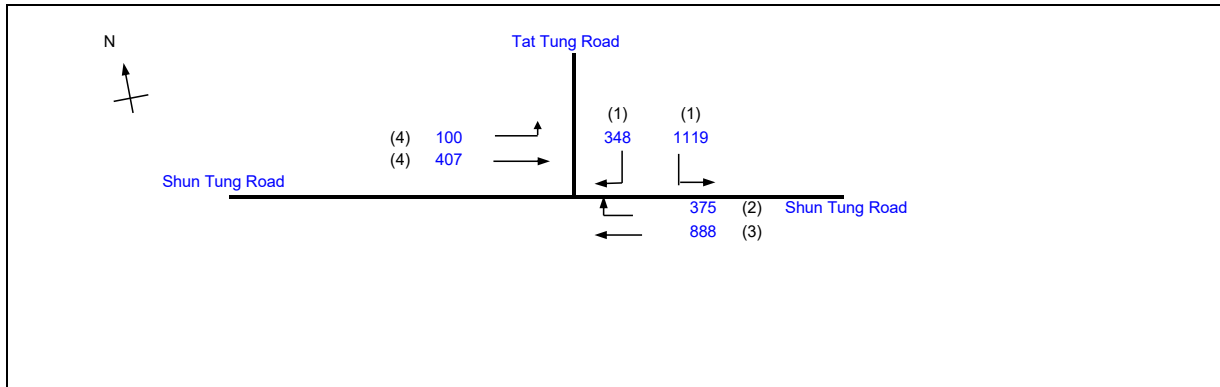 N
Tat Tung Road
(1) (1)
(4) 100 348 1119
(4) 407
Shun Tung Road
375 (2) Shun Tung Road
888 (3)